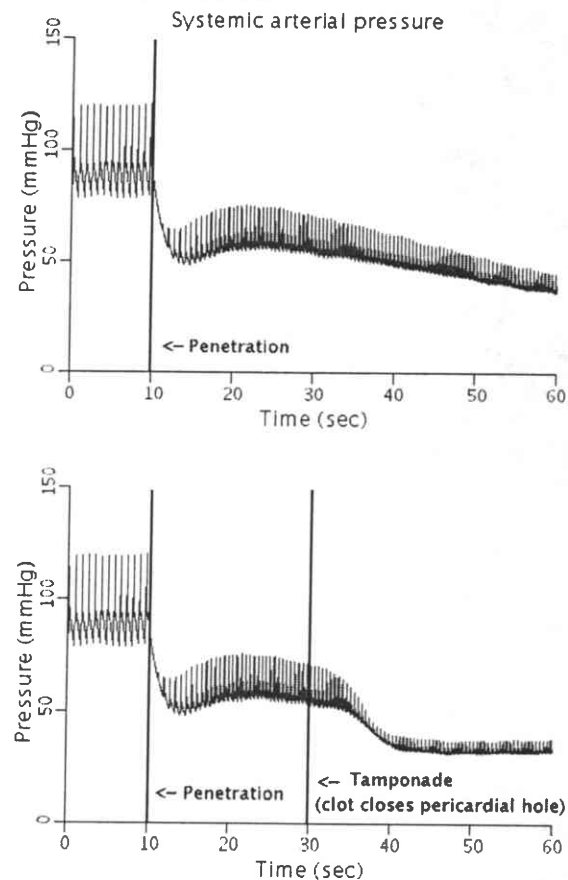 Systemic arterial pressure
150
100
50
0
Pressure (mmHg)
<- Penetration
0 10 20 30 40 50 60
Time (sec)
150
100
50
0
Pressure (mmHg)
<- Penetration
<- Tamponade
(clot closes pericardial hole)
0 10 20 30 40 50 60
Time (sec)